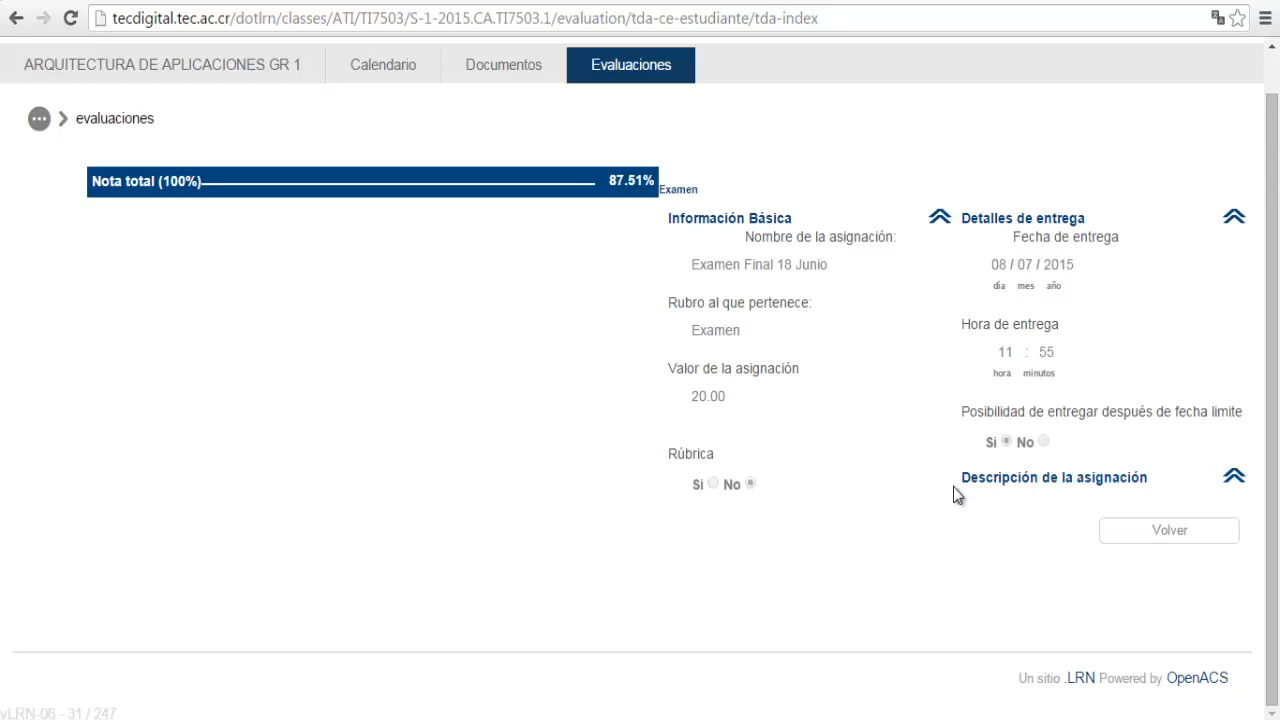 tecdigital.tec.ac.cr/dotlrn/classes/ATI/TI7503/S-1-2015.CA.TI7503.1/evaluation/tda-ce-estudiante/tda-index
ARQUITECTURA DE APLICACIONES GR 1
Calendario
Documentos
Evaluaciones
evaluaciones
Nota total (100%) 87.51%
Examen
Información Básica
Nombre de la asignación:
Examen Final 18 Junio
Rubro al que pertenece:
Examen
Valor de la asignación
20.00
Rúbrica
Si No
Detalles de entrega
Fecha de entrega
08 / 07 / 2015
dia mes año
Hora de entrega
11 : 55
hora minutos
Posibilidad de entregar después de fecha limite
Si No
Descripción de la asignación
Volver
Un sitio .LRN Powered by OpenACS
vLRN-06 - 31 / 247